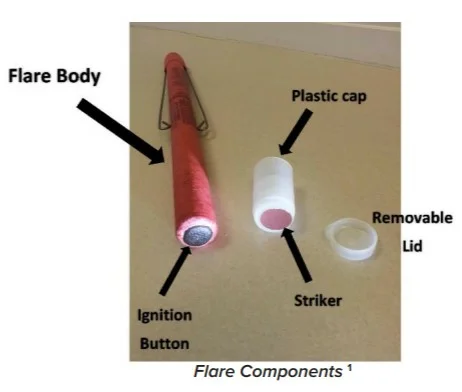 Flare Body
Plastic cap
Removable
Lid
Ignition
Button
Striker
Flare Components ¹